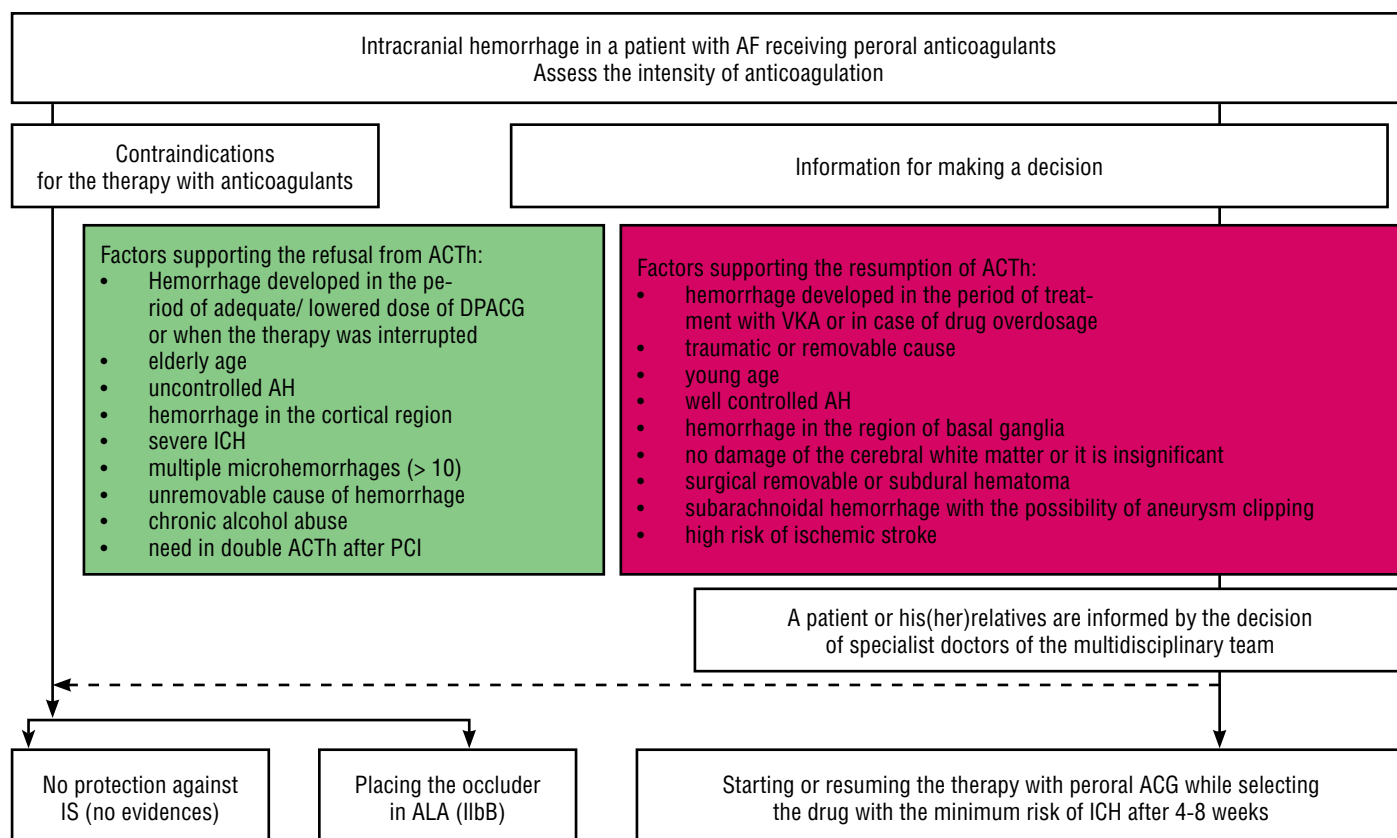 Intracranial hemorrhage in a patient with AF receiving peroral anticoagulants
Assess the intensity of anticoagulation
Contraindications
for the therapy with anticoagulants
Information for making a decision
Factors supporting the refusal from ACTh:
• Hemorrhage developed in the pe-
riod of adequate/ lowered dose of DPACG
or when the therapy was interrupted
• elderly age
• uncontrolled AH
• hemorrhage in the cortical region
• severe ICH
• multiple microhemorrhages (> 10)
• unremovable cause of hemorrhage
• chronic alcohol abuse
• need in double ACTh after PCI
Factors supporting the resumption of ACTh:
• hemorrhage developed in the period of treat-
ment with VKA or in case of drug overdosage
• traumatic or removable cause
• young age
• well controlled AH
• hemorrhage in the region of basal ganglia
• no damage of the cerebral white matter or it is insignificant
• surgical removable or subdural hematoma
• subarachnoidal hemorrhage with the possibility of aneurysm clipping
• high risk of ischemic stroke
A patient or his(her)relatives are informed by the decision
of specialist doctors of the multidisciplinary team
No protection against
IS (no evidences)
Placing the occluder
in ALA (IIbB)
Starting or resuming the therapy with peroral ACG while selecting
the drug with the minimum risk of ICH after 4-8 weeks